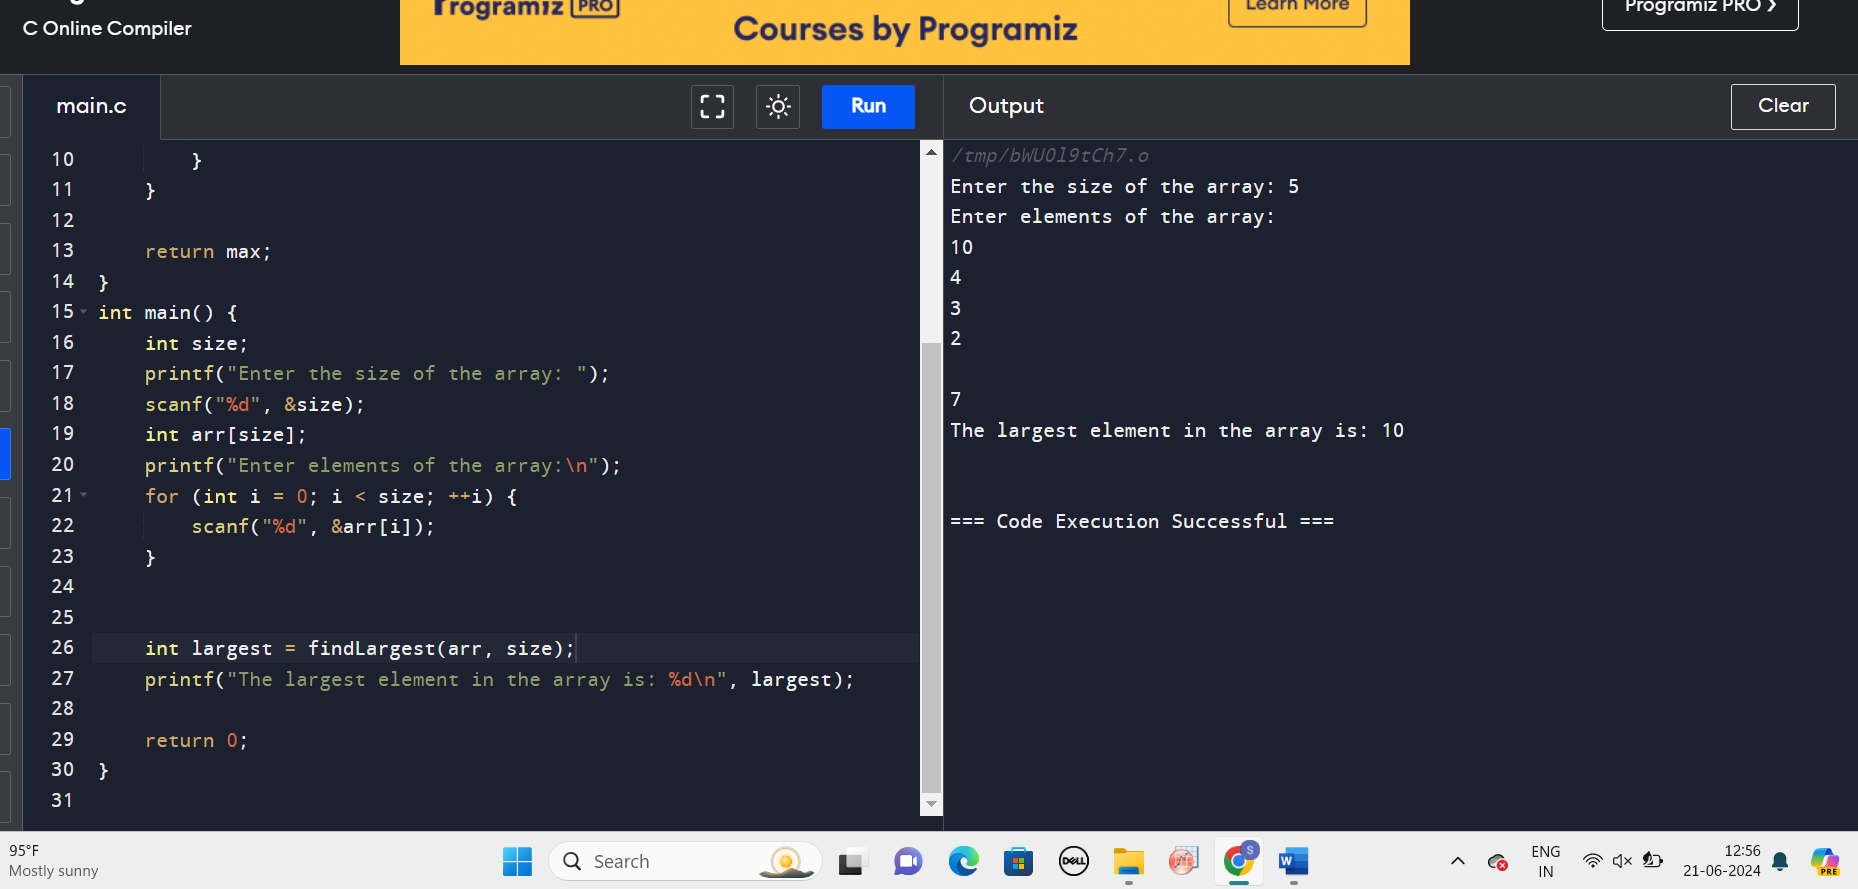 C Online Compiler
Programiz PRO
Courses by Programiz
Learn More
Programiz PRO ❯
main.c
Run
Output
Clear
10         }
11     }
12
13     return max;
14 }
15 int main() {
16     int size;
17     printf("Enter the size of the array: ");
18     scanf("%d", &size);
19     int arr[size];
20     printf("Enter elements of the array:\n");
21     for (int i = 0; i < size; ++i) {
22         scanf("%d", &arr[i]);
23     }
24
25
26     int largest = findLargest(arr, size);
27     printf("The largest element in the array is: %d\n", largest);
28
29     return 0;
30 }
31
/tmp/bWUOl9tCh7.o
Enter the size of the array: 5
Enter elements of the array:
10
4
3
2
7
The largest element in the array is: 10
=== Code Execution Successful ===
95°F
Mostly sunny
Search
DELL
S
W
ENG
IN
12:56
21-06-2024
PRE